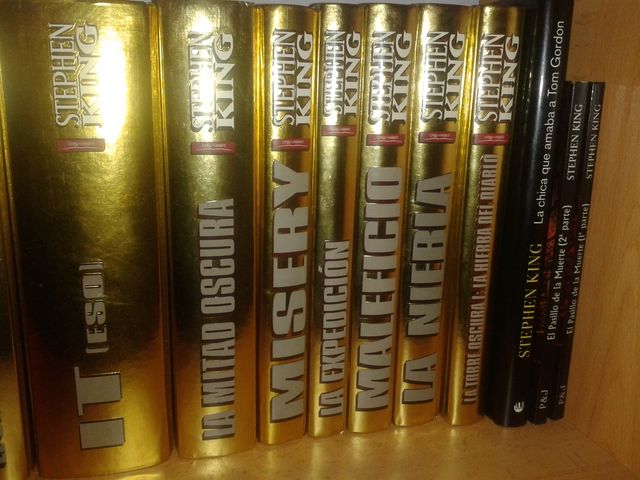 STEPHEN KING
IT (ESO)
STEPHEN KING
LA MITAD OSCURA
STEPHEN KING
MISERY
STEPHEN KING
LA EXPEDICIÓN
STEPHEN KING
MALEFICIO
STEPHEN KING
LA NIEBLA
STEPHEN KING
LA TORRE OSCURA I: LA HIERBA DEL DIABLO
STEPHEN KING La chica que amaba a Tom Gordon
STEPHEN KING
El Pasillo de la Muerte (2ª parte)
P&J
STEPHEN KING
El Pasillo de la Muerte (1ª parte)
P&J